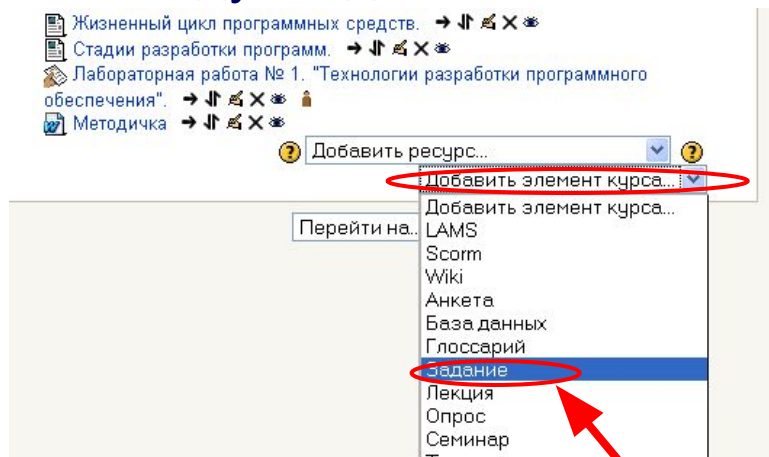 Жизненный цикл программных средств.
Стадии разработки программ.
Лабораторная работа № 1. "Технологии разработки программного
обеспечения".
Методичка
Добавить ресурс...
Добавить элемент курса...
Добавить элемент курса...
Перейти на...
LAMS
Scorm
Wiki
Анкета
База данных
Глоссарий
Задание
Лекция
Опрос
Семинар